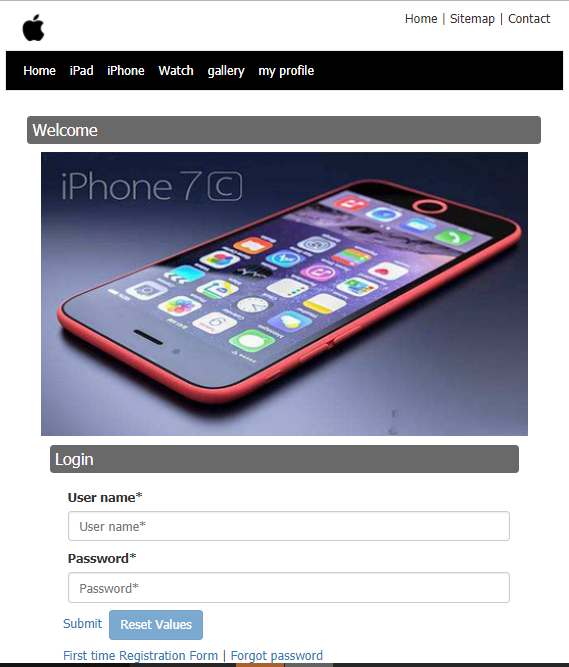 Home | Sitemap | Contact
Home iPad iPhone Watch gallery my profile
Welcome
iPhone 7c
Login
User name*
User name*
Password*
Password*
Submit Reset Values
First time Registration Form | Forgot password